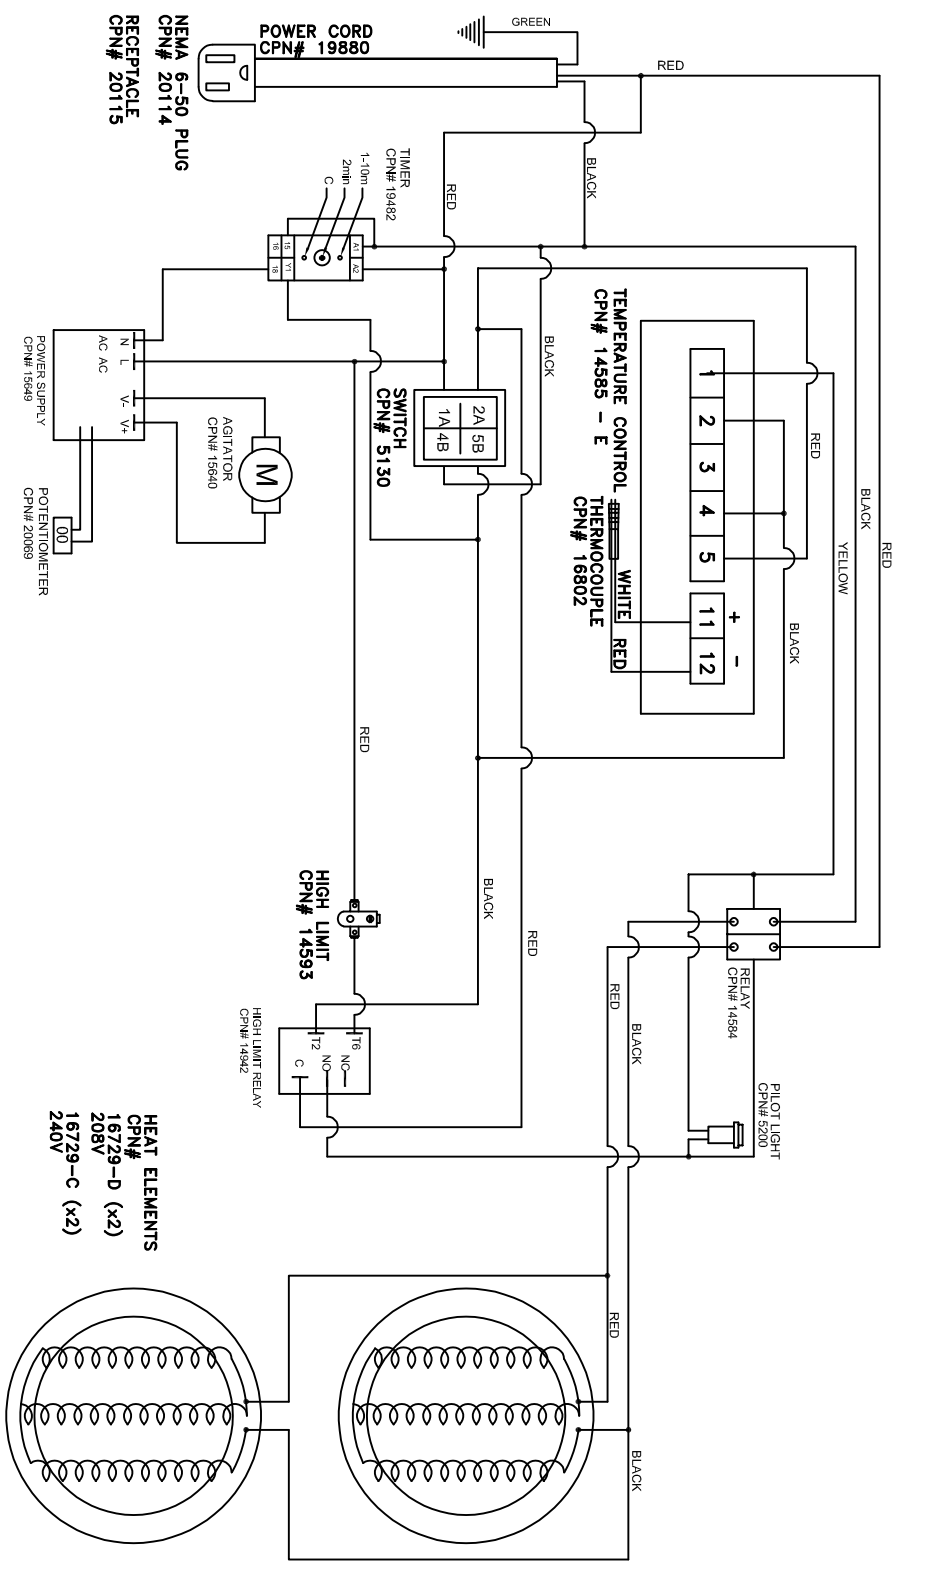 NEMA 6-50 PLUG
CPN# 20114
RECEPTACLE
CPN# 20115
POWER CORD
CPN# 19880
GREEN
RED
BLACK
RED
TIMER
CPN# 19482
1-10m
2min
C
16
15
A1
18
Y1
A2
N
L
V-
V+
AC
AC
POWER SUPPLY
CPN# 15649
M
AGITATOR
CPN# 15640
00
POTENTIOMETER
CPN# 20069
SWITCH
CPN# 5130
2A
5B
1A
4B
BLACK
TEMPERATURE CONTROL
CPN# 14585 - E
1
2
3
4
5
11
12
+
-
THERMOCOUPLE
CPN# 16802
WHITE
RED
RED
BLACK
YELLOW
BLACK
RED
RED
BLACK
RED
HIGH LIMIT
CPN# 14593
T6
T2
NC
NO
C
HIGH LIMIT RELAY
CPN# 14942
RELAY
CPN# 14584
RED
BLACK
PILOT LIGHT
CPN# 5200
HEAT ELEMENTS
CPN#
16729-D (x2)
208V
16729-C (x2)
240V
RED
BLACK